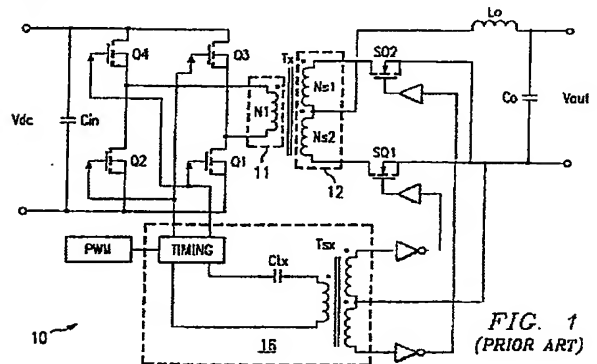 Lo
Q4
Q3
Tx
SQ2
Vdc
Cin
N1
Ns1
Ns2
Co
Vout
Q2
Q1
11
12
SQ1
PWM
TIMING
Ctx
Tsx
10
16
FIG. 1
(PRIOR ART)